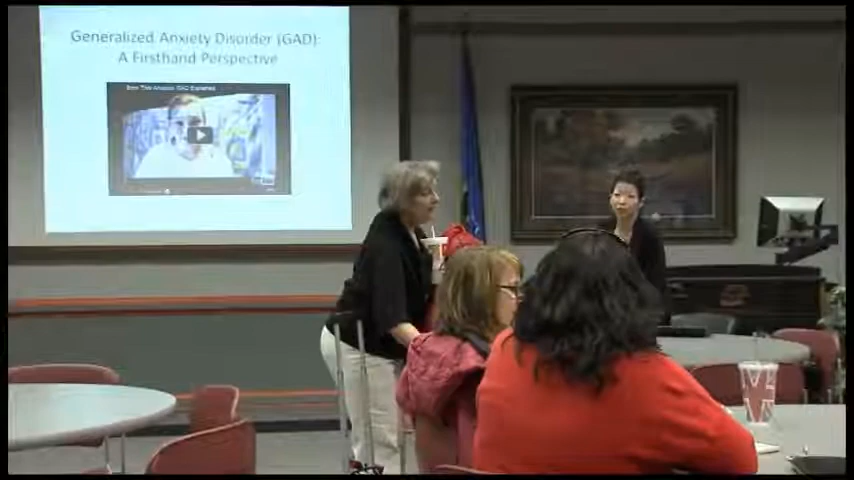 Generalized Anxiety Disorder (GAD):
A Firsthand Perspective